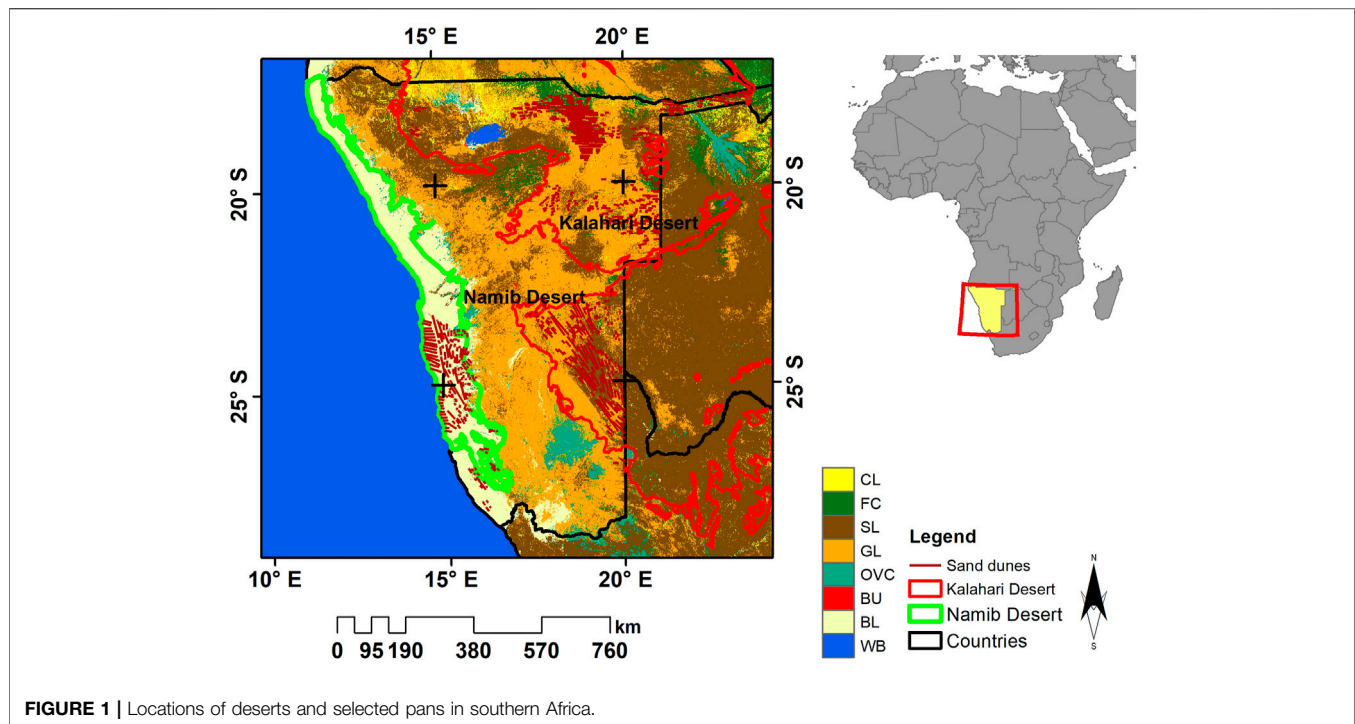 15° E 20° E
20° S
25° S
20° S
25° S
Kalahari Desert
Namib Desert
10° E 15° E 20° E
km
0 95 190 380 570 760
CL
FC
SL
GL
OVC
BU
BL
WB
Legend
Sand dunes
Kalahari Desert
Namib Desert
Countries
N
S
FIGURE 1 | Locations of deserts and selected pans in southern Africa.